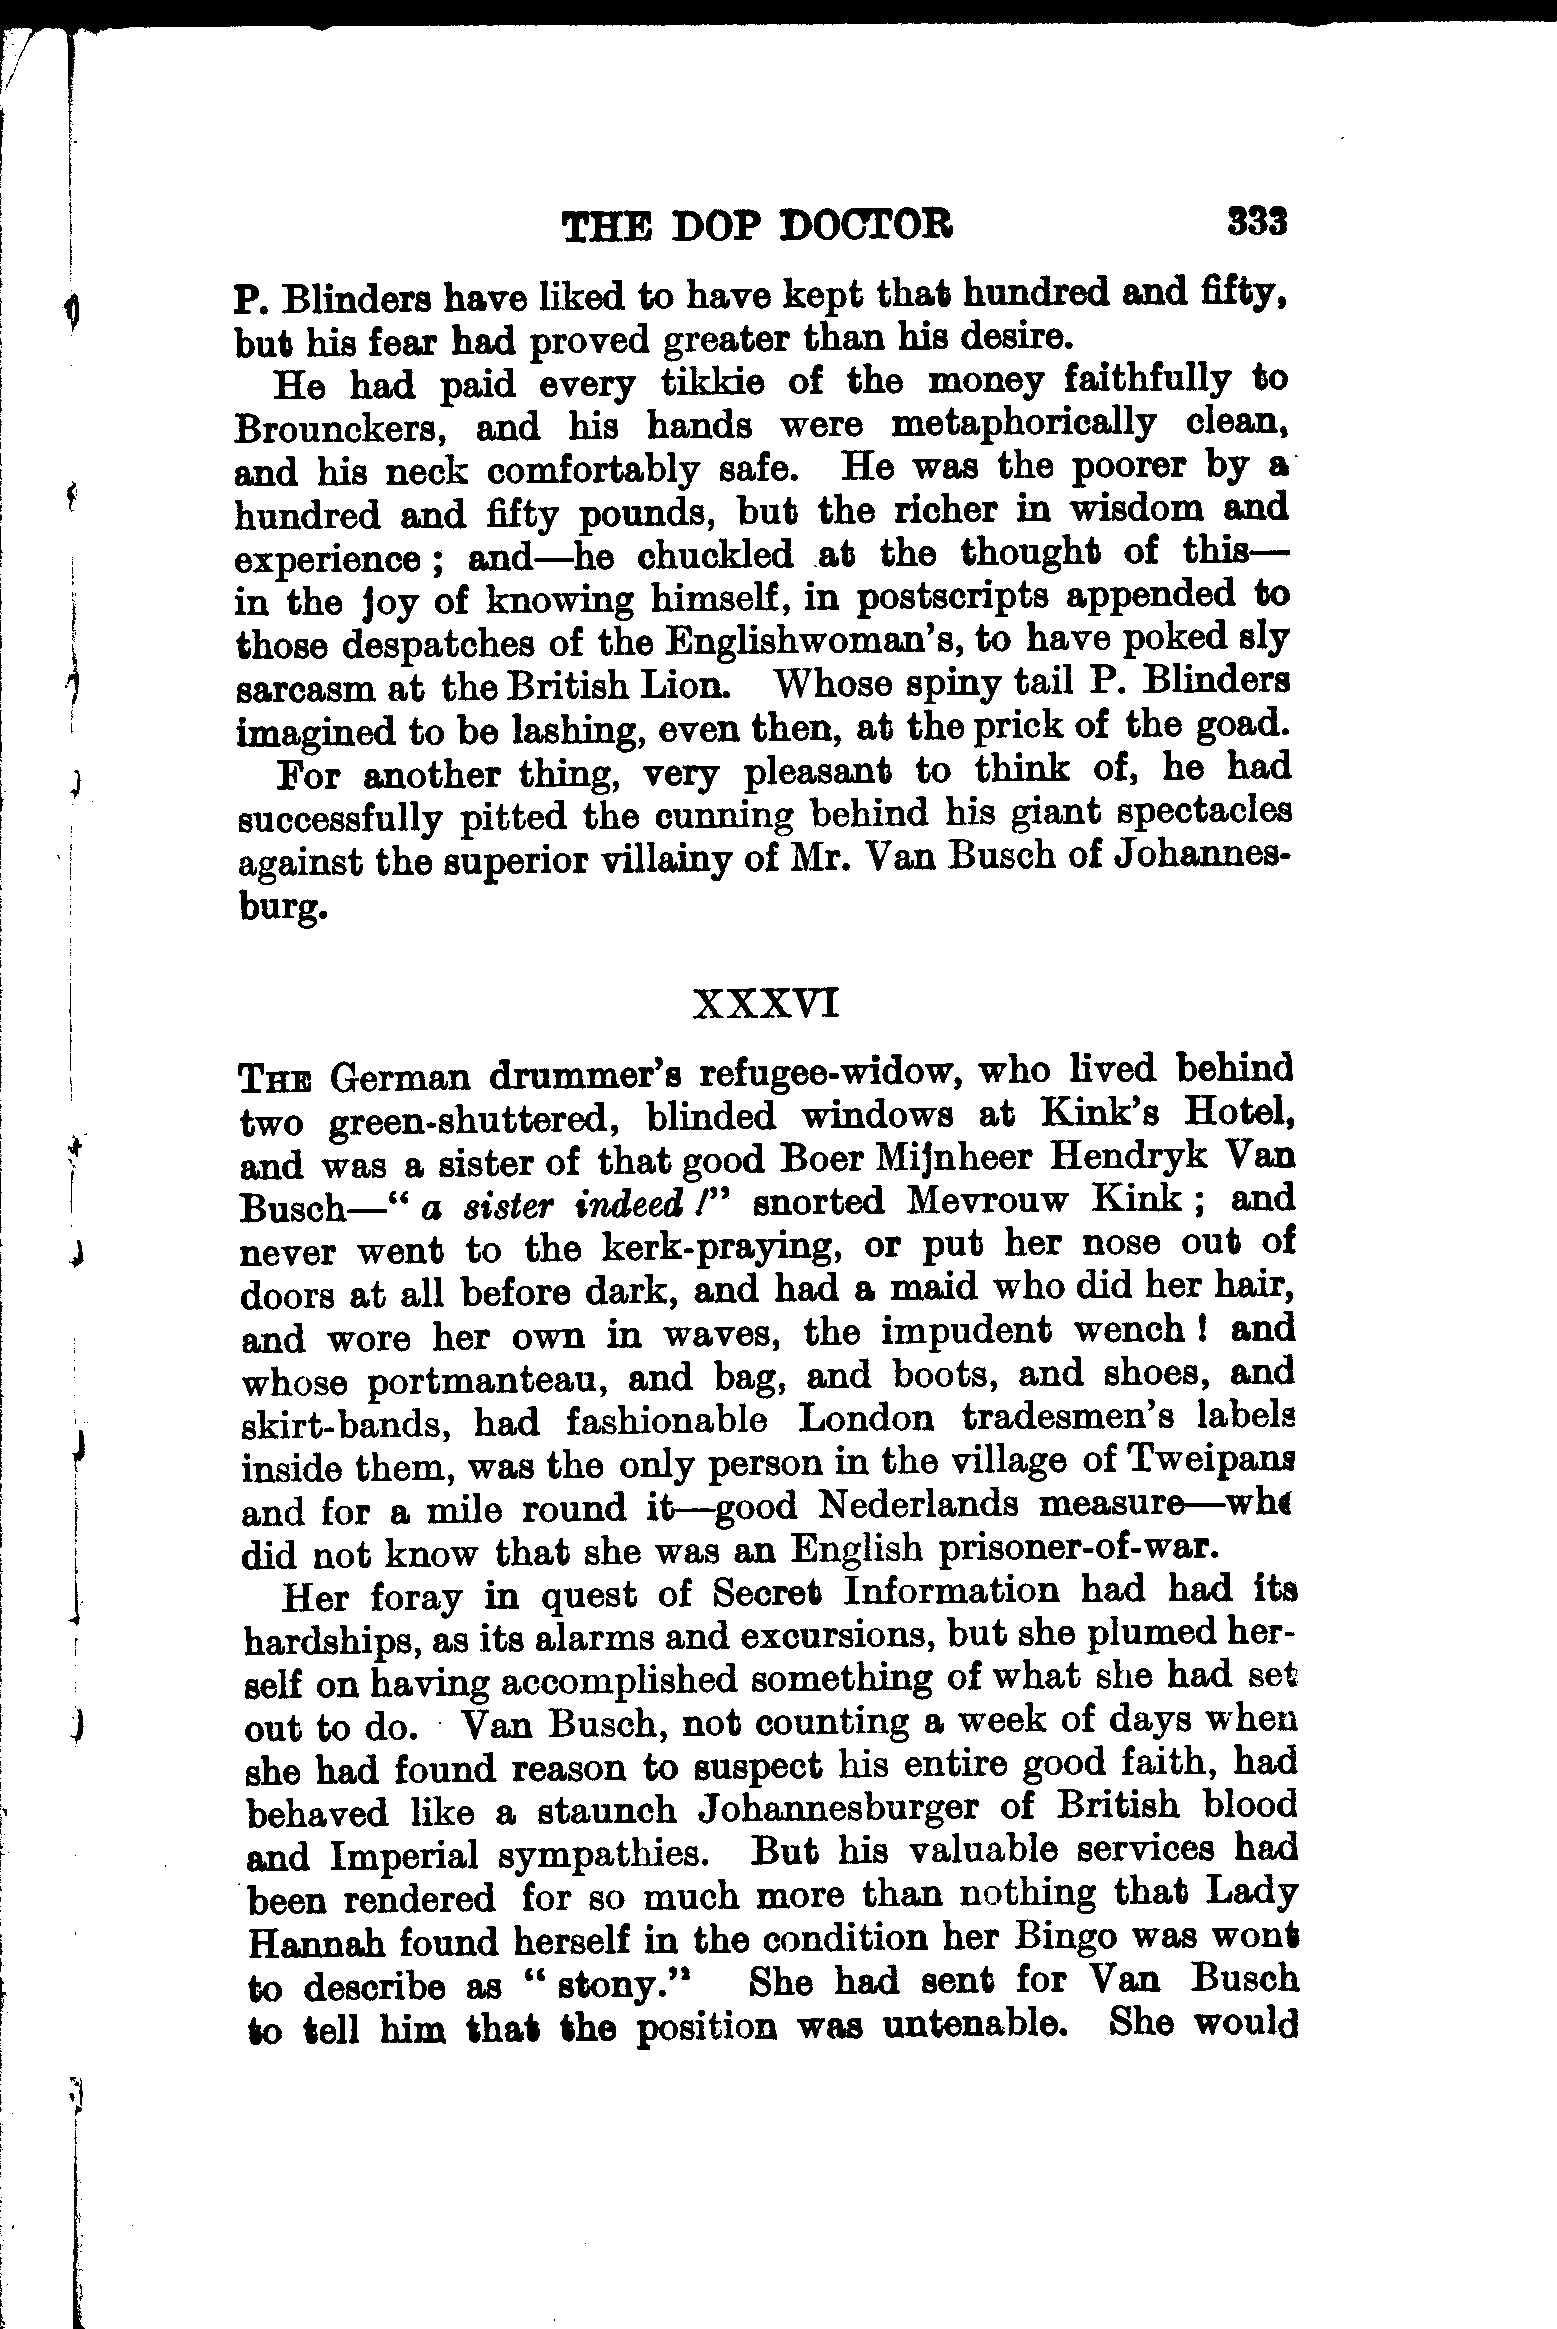 THE DOP DOCTOR 333
P. Blinders have liked to have kept that hundred and fifty,
but his fear had proved greater than his desire.
He had paid every tikkie of the money faithfully to
Brounckers, and his hands were metaphorically clean,
and his neck comfortably safe. He was the poorer by a
hundred and fifty pounds, but the richer in wisdom and
experience ; and—he chuckled at the thought of this—
in the joy of knowing himself, in postscripts appended to
those despatches of the Englishwoman's, to have poked sly
sarcasm at the British Lion. Whose spiny tail P. Blinders
imagined to be lashing, even then, at the prick of the goad.
For another thing, very pleasant to think of, he had
successfully pitted the cunning behind his giant spectacles
against the superior villainy of Mr. Van Busch of Johannes-
burg.
XXXVI
THE German drummer's refugee-widow, who lived behind
two green-shuttered, blinded windows at Kink's Hotel,
and was a sister of that good Boer Mijnheer Hendryk Van
Busch—“ a sister indeed !” snorted Mevrouw Kink ; and
never went to the kerk-praying, or put her nose out of
doors at all before dark, and had a maid who did her hair,
and wore her own in waves, the impudent wench ! and
whose portmanteau, and bag, and boots, and shoes, and
skirt-bands, had fashionable London tradesmen's labels
inside them, was the only person in the village of Tweipans
and for a mile round it—good Nederlands measure—who
did not know that she was an English prisoner-of-war.
Her foray in quest of Secret Information had had its
hardships, as its alarms and excursions, but she plumed her-
self on having accomplished something of what she had set
out to do. Van Busch, not counting a week of days when
she had found reason to suspect his entire good faith, had
behaved like a staunch Johannesburger of British blood
and Imperial sympathies. But his valuable services had
been rendered for so much more than nothing that Lady
Hannah found herself in the condition her Bingo was wont
to describe as “ stony.” She had sent for Van Busch
to tell him that the position was untenable. She would